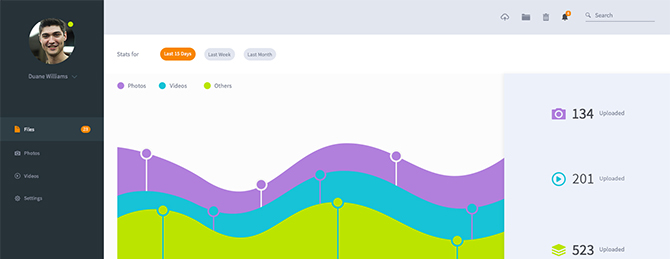 Search
Duane Williams
Stats for
Last 15 Days
Last Week
Last Month
Photos
Videos
Others
Files
Photos
Videos
Settings
134 Uploaded
201 Uploaded
523 Uploaded